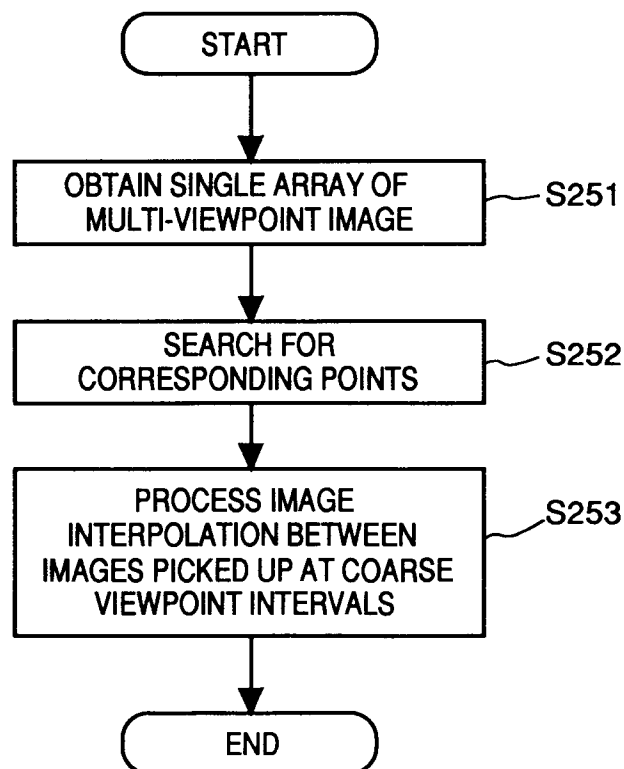 START
OBTAIN SINGLE ARRAY OF
MULTI-VIEWPOINT IMAGE
S251
SEARCH FOR
CORRESPONDING POINTS
S252
PROCESS IMAGE
INTERPOLATION BETWEEN
IMAGES PICKED UP AT COARSE
VIEWPOINT INTERVALS
S253
END